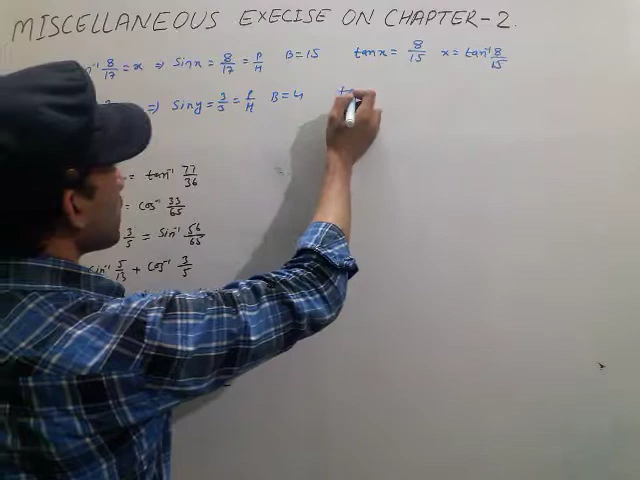 MISCELLANEOUS EXECISE ON CHAPTER-2.
8/17 = x ⇒ Sinx = 8/17 = P/H B = 15 tanx = 8/15 x = tan⁻¹ 8/15
⇒ Siny = 3/5 = P/H B = 4
= tan⁻¹ 77/36
= cos⁻¹ 33/65
3/5 = Sin⁻¹ 56/65
5/13 + Cos⁻¹ 3/5